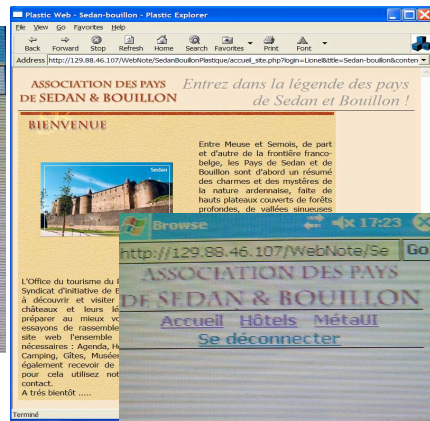 Plastic Web - Sedan-bouillon - Plastic Explorer
File View Go Favorites Help
Back Forward Stop Refresh Home Search Favorites Print Font
Address http://129.88.46.107/WebNote/SedanBouillonPlastique/accueil_site.php?login=Lionel&title=Sedan-bouillon&conten
ASSOCIATION DES PAYS
DE SEDAN & BOUILLON
Entrez dans la légende des pays
de Sedan et Bouillon !
BIENVENUE
Sedan
Entre Meuse et Semois, de part
et d'autre de la frontière franco-
belge, les Pays de Sedan et de
Bouillon sont d'abord un résumé
des charmes et des mystères de
la nature ardennaise, faite de
hauts plateaux couverts de forêts
profondes, de vallées sinueuses
L'Office du tourisme du
Syndicat d'initiative de
à découvrir et visiter
châteaux et leurs
préparer au mieux
essayons de rassemble
site web l'ensemble
nécessaires : Agenda,
Camping, Gîtes, Musées
également recevoir de
pour cela utilisez
contact.
A très bientôt .....
Terminé
Browse 17:23
http://129.88.46.107/WebNote/Se Go
ASSOCIATION DES PAYS
DE SEDAN & BOUILLON
Accueil Hôtels MétaUI
Se déconnecter